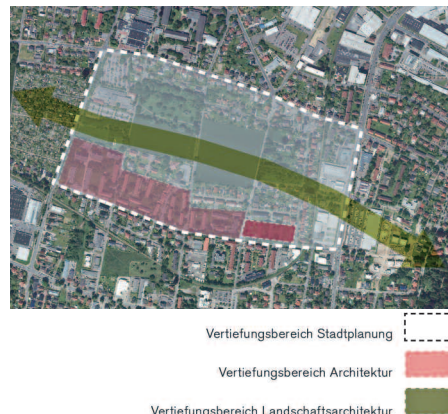 Vertiefungsbereich Stadtplanung
Vertiefungsbereich Architektur
Vertiefungsbereich Landschaftsarchitektur